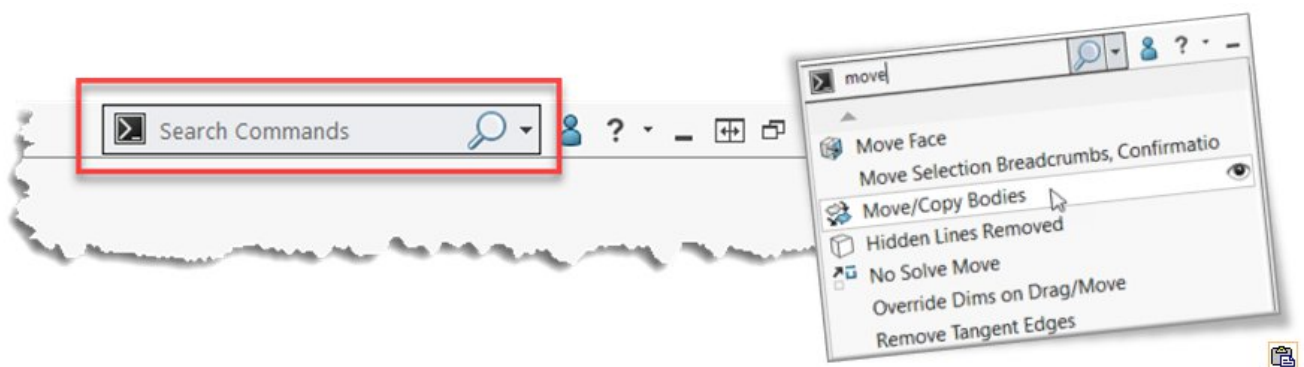 Search Commands
?
move
?
Move Face
Move Selection Breadcrumbs, Confirmatio
Move/Copy Bodies
Hidden Lines Removed
No Solve Move
Override Dims on Drag/Move
Remove Tangent Edges